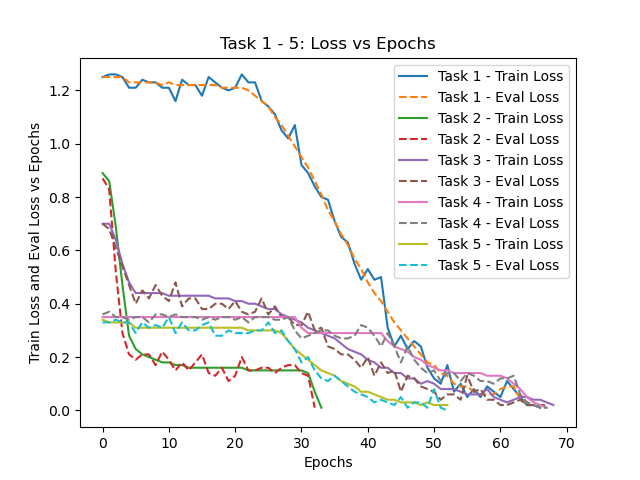 Task 1 - 5: Loss vs Epochs
Train Loss and Eval Loss vs Epochs
1.2
1.0
0.8
0.6
0.4
0.2
0.0
Task 1 - Train Loss
Task 1 - Eval Loss
Task 2 - Train Loss
Task 2 - Eval Loss
Task 3 - Train Loss
Task 3 - Eval Loss
Task 4 - Train Loss
Task 4 - Eval Loss
Task 5 - Train Loss
Task 5 - Eval Loss
0 10 20 30 40 50 60 70
Epochs